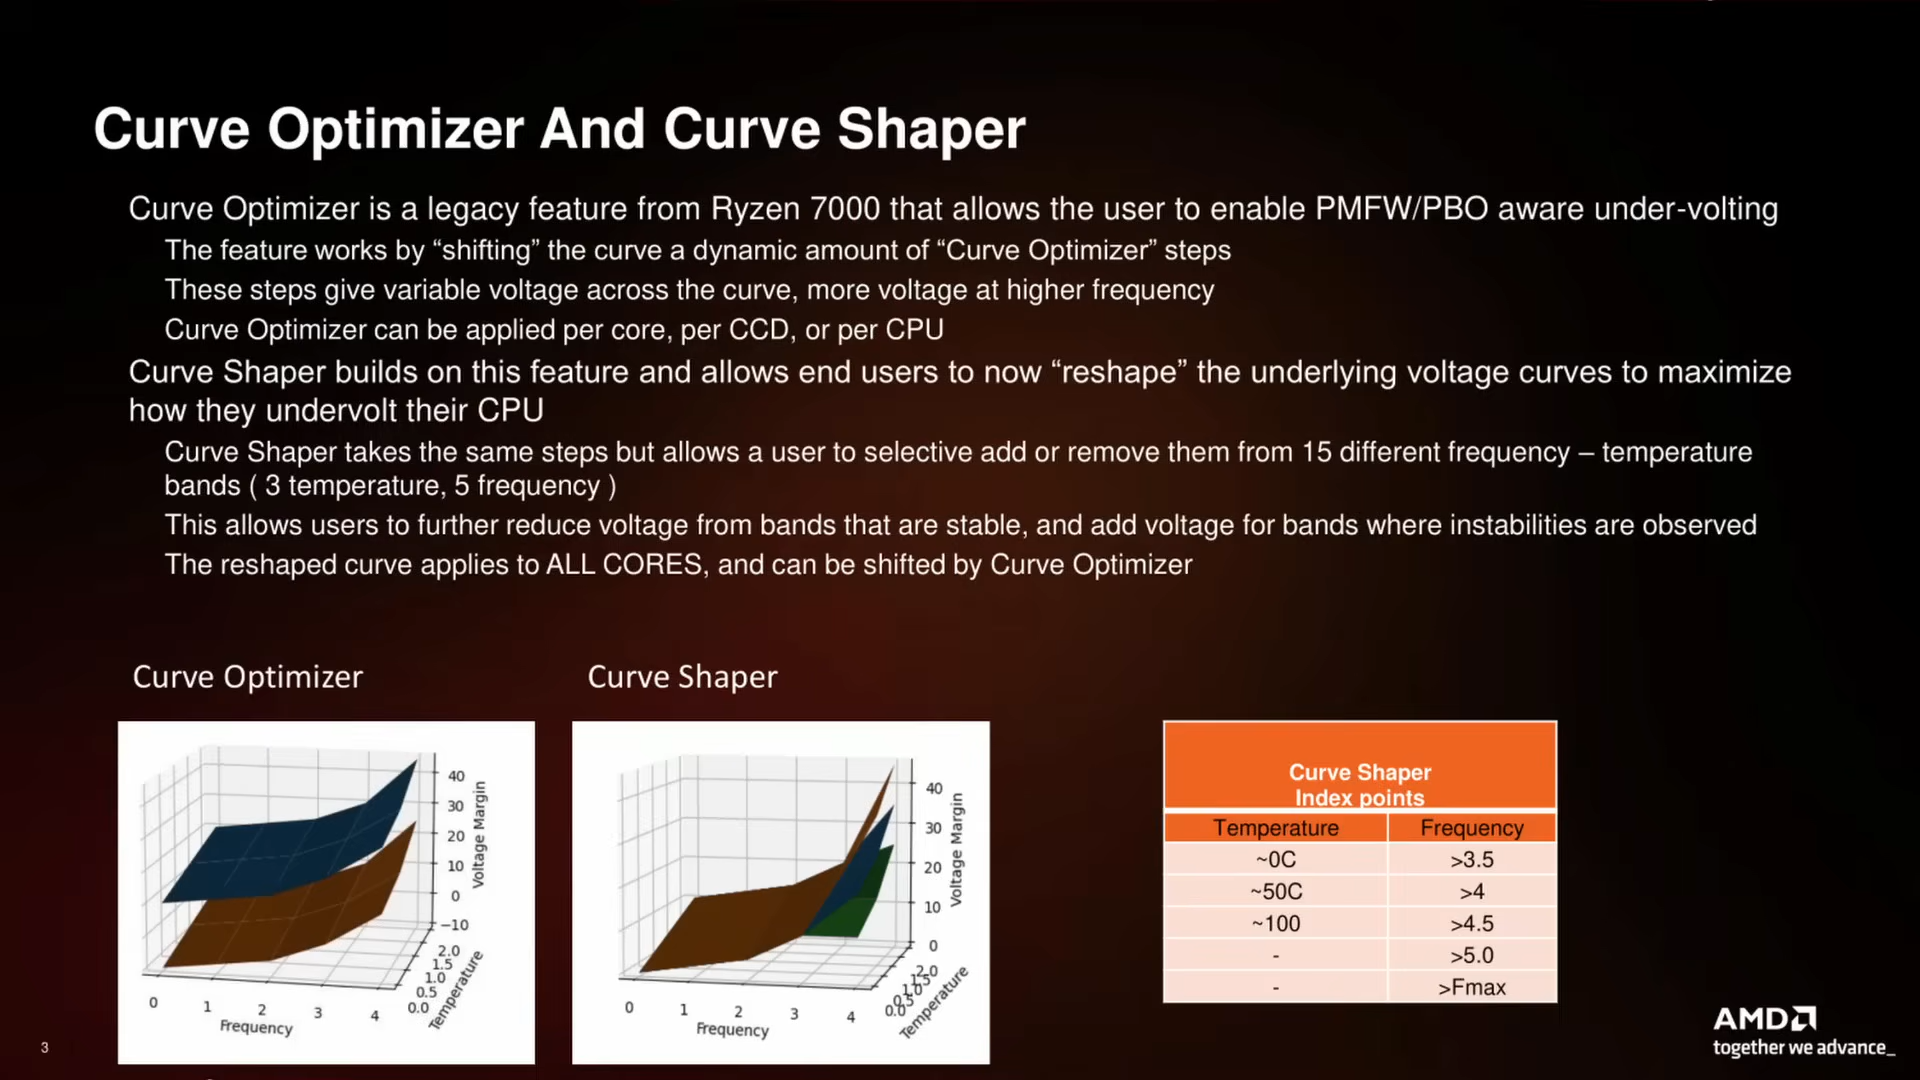 Curve Optimizer And Curve Shaper
Curve Optimizer is a legacy feature from Ryzen 7000 that allows the user to enable PMFW/PBO aware under-volting
The feature works by “shifting” the curve a dynamic amount of “Curve Optimizer” steps
These steps give variable voltage across the curve, more voltage at higher frequency
Curve Optimizer can be applied per core, per CCD, or per CPU
Curve Shaper builds on this feature and allows end users to now “reshape” the underlying voltage curves to maximize
how they undervolt their CPU
Curve Shaper takes the same steps but allows a user to selective add or remove them from 15 different frequency – temperature
bands ( 3 temperature, 5 frequency )
This allows users to further reduce voltage from bands that are stable, and add voltage for bands where instabilities are observed
The reshaped curve applies to ALL CORES, and can be shifted by Curve Optimizer
Curve Optimizer
40
30
20
10
0
-10
Voltage Margin
2.0
1.5
1.0
0.5
0.0
Temperature
0 1 2 3 4
Frequency
Curve Shaper
40
30
20
10
0
Voltage Margin
2.0
1.5
1.0
0.5
0.0
Temperature
0 1 2 3 4
Frequency
Curve Shaper
Index points
Temperature Frequency
~0C >3.5
~50C >4
~100 >4.5
- >5.0
- >Fmax
AMD
together we advance_
3